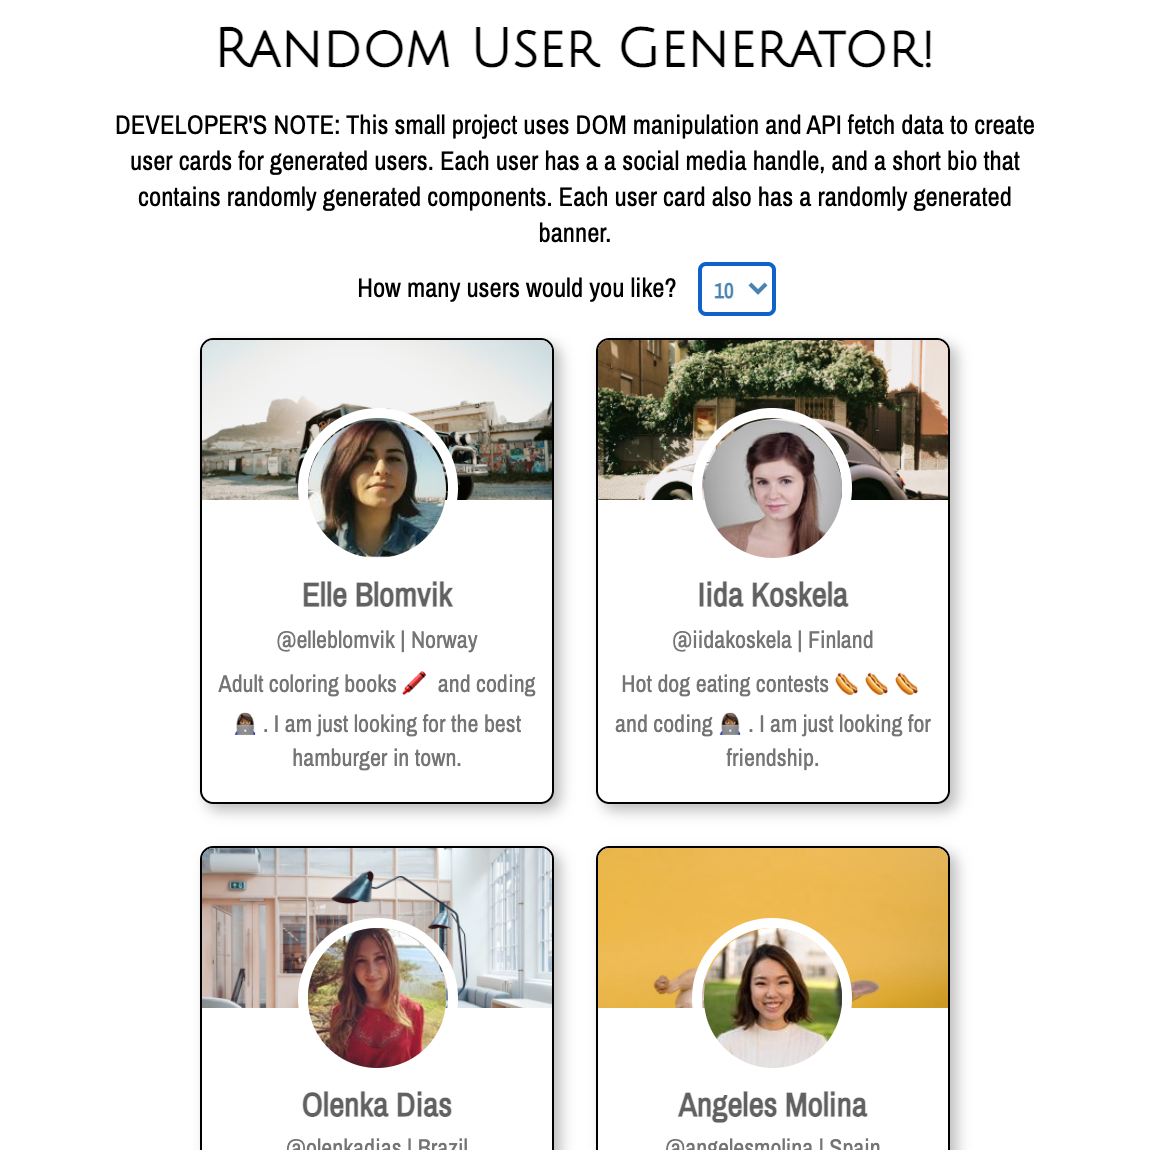 Random User Generator!
DEVELOPER'S NOTE: This small project uses DOM manipulation and API fetch data to create
user cards for generated users. Each user has a a social media handle, and a short bio that
contains randomly generated components. Each user card also has a randomly generated
banner.
How many users would you like? 10
Elle Blomvik
@elleblomvik | Norway
Adult coloring books 🖍️ and coding
👩🏾‍💻 . I am just looking for the best
hamburger in town.
Iida Koskela
@iidakoskela | Finland
Hot dog eating contests 🌭 🌭 🌭
and coding 👩🏾‍💻 . I am just looking for
friendship.
Olenka Dias
@olenkadias | Brazil
Angeles Molina
@angelesmolina | Spain